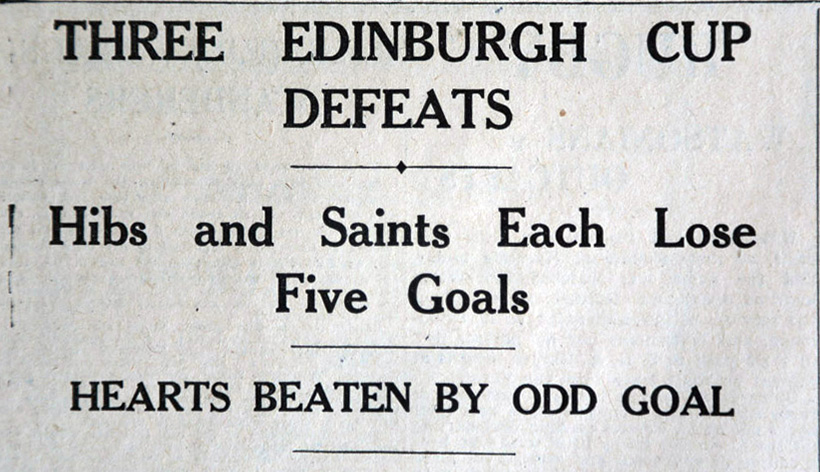 THREE EDINBURGH CUP
DEFEATS
Hibs and Saints Each Lose
Five Goals
HEARTS BEATEN BY ODD GOAL